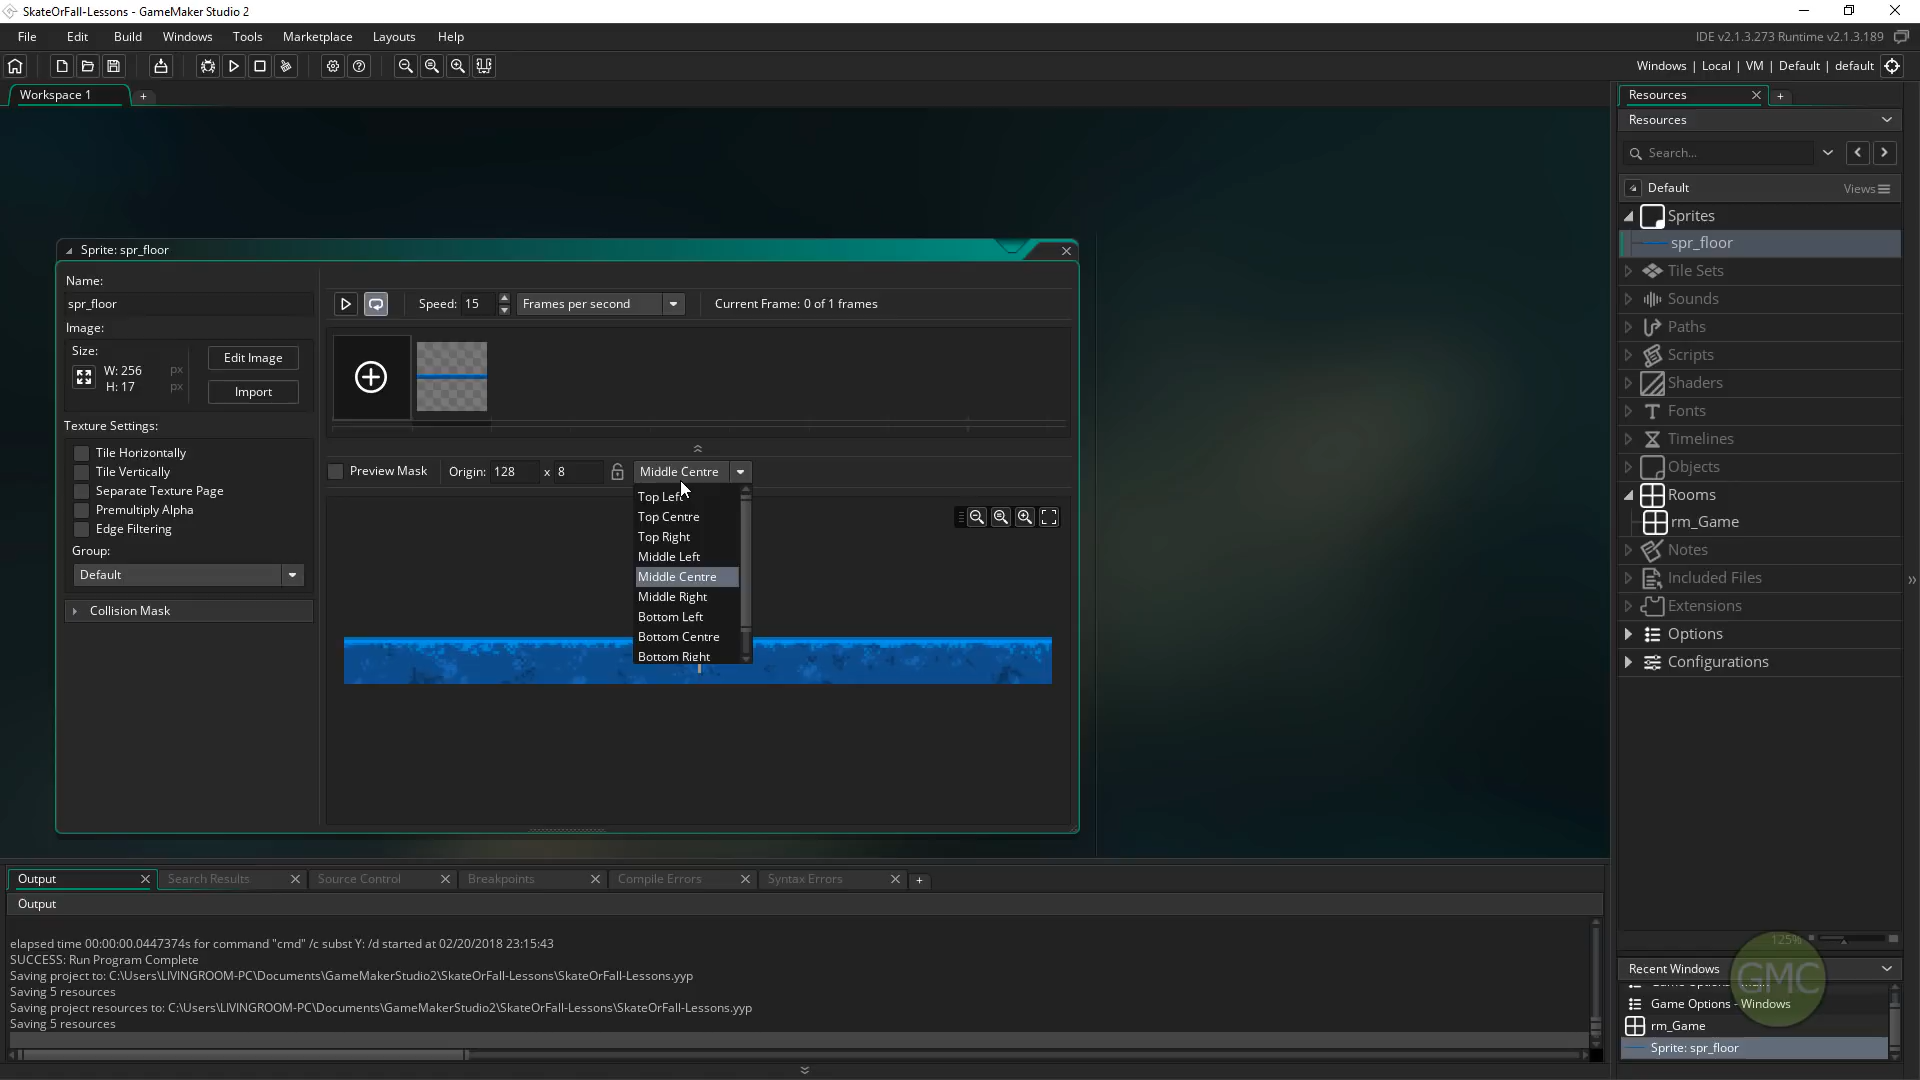 SkateOrFall-Lessons - GameMaker Studio 2
File Edit Build Windows Tools Marketplace Layouts Help
IDE v2.1.3.273 Runtime v2.1.3.189
Windows | Local | VM | Default | default
Workspace 1
Sprite: spr_floor
Name:
spr_floor
Image:
Size:
W: 256 px
H: 17 px
Edit Image
Import
Texture Settings:
Tile Horizontally
Tile Vertically
Separate Texture Page
Premultiply Alpha
Edge Filtering
Group:
Default
Collision Mask
Speed: 15 Frames per second Current Frame: 0 of 1 frames
Preview Mask Origin: 128 x 8 Middle Centre
Top Left
Top Centre
Top Right
Middle Left
Middle Centre
Middle Right
Bottom Left
Bottom Centre
Bottom Right
Resources
Resources
Search...
Default Views
Sprites
spr_floor
Tile Sets
Sounds
Paths
Scripts
Shaders
Fonts
Timelines
Objects
Rooms
rm_Game
Notes
Included Files
Extensions
Options
Configurations
125%
Recent Windows
Game Options - Windows
rm_Game
Sprite: spr_floor
GMC
Output Search Results Source Control Breakpoints Compile Errors Syntax Errors
Output
elapsed time 00:00:00.0447374s for command "cmd" /c subst Y: /d started at 02/20/2018 23:15:43
SUCCESS: Run Program Complete
Saving project to: C:\Users\LIVINGROOM-PC\Documents\GameMakerStudio2\SkateOrFall-Lessons\SkateOrFall-Lessons.yyp
Saving 5 resources
Saving project resources to: C:\Users\LIVINGROOM-PC\Documents\GameMakerStudio2\SkateOrFall-Lessons\SkateOrFall-Lessons.yyp
Saving 5 resources